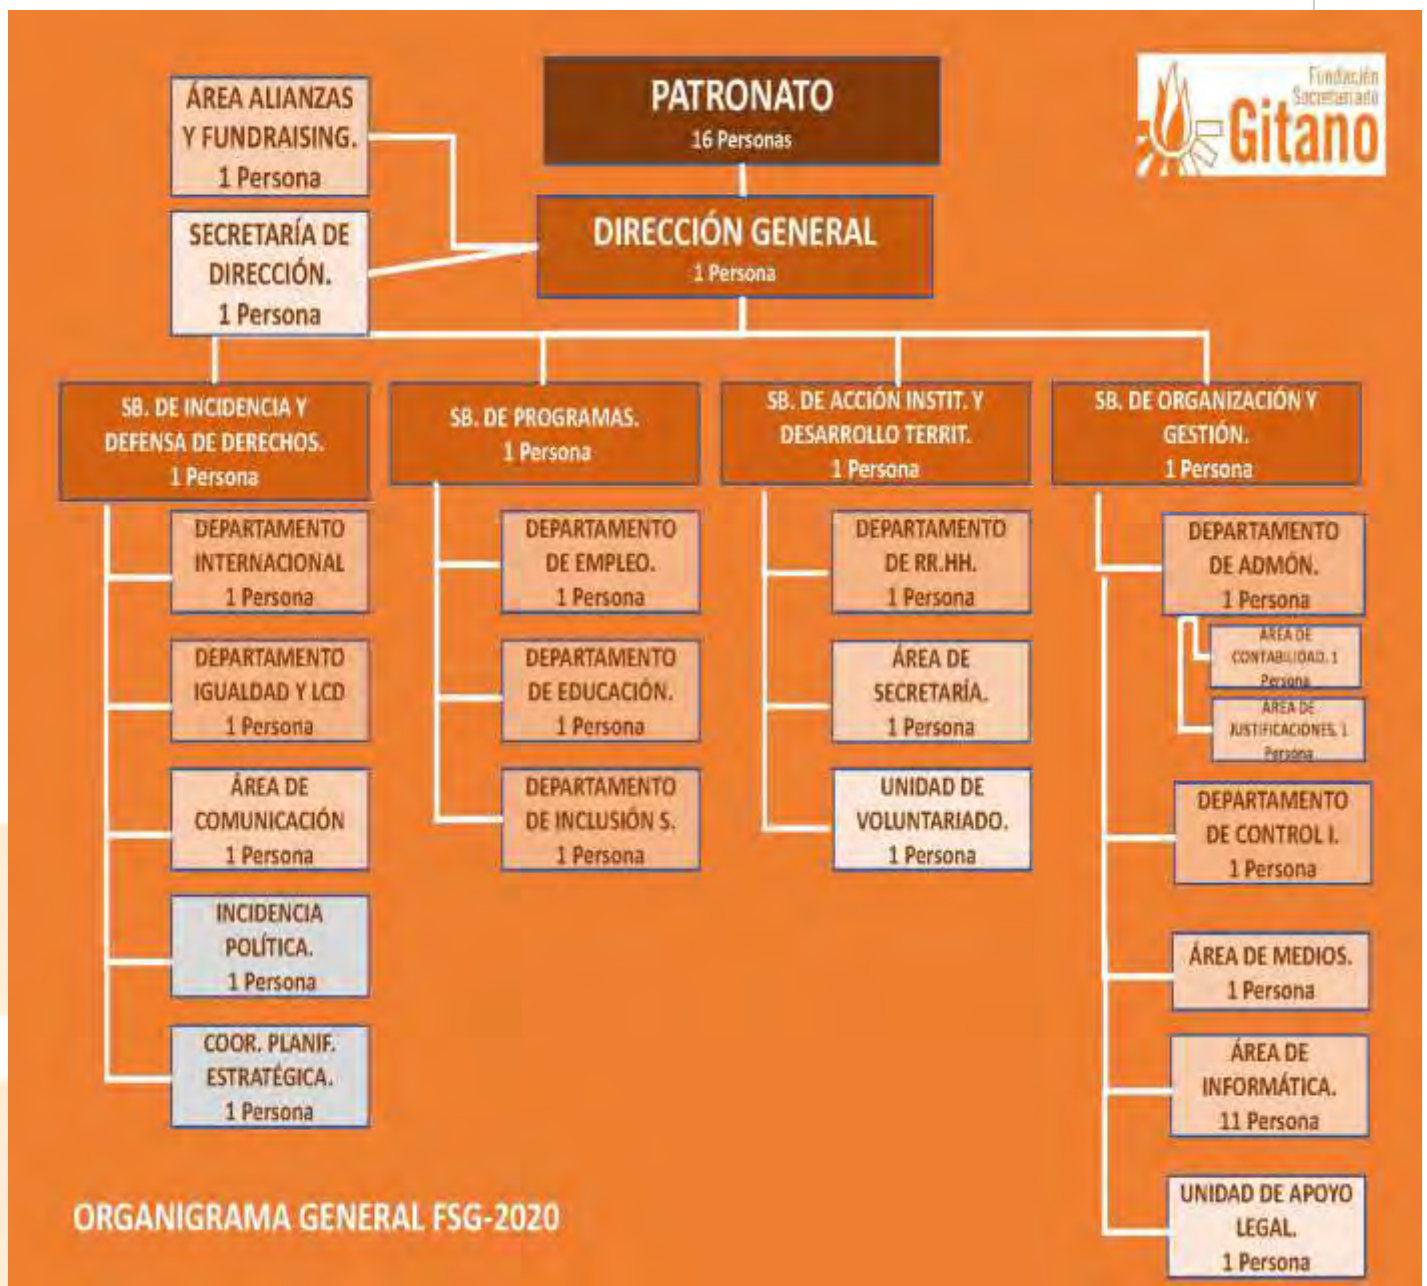 ÁREA ALIANZAS
Y FUNDRAISING.
1 Persona
PATRONATO
16 Personas
Fundación
Secretariado
Gitano
SECRETARÍA DE
DIRECCIÓN.
1 Persona
DIRECCIÓN GENERAL
1 Persona
SB. DE INCIDENCIA Y
DEFENSA DE DERECHOS.
1 Persona
DEPARTAMENTO
INTERNACIONAL
1 Persona
DEPARTAMENTO
IGUALDAD Y LCD
1 Persona
ÁREA DE
COMUNICACIÓN
1 Persona
INCIDENCIA
POLÍTICA.
1 Persona
COOR. PLANIF.
ESTRATÉGICA.
1 Persona
SB. DE PROGRAMAS.
1 Persona
DEPARTAMENTO
DE EMPLEO.
1 Persona
DEPARTAMENTO
DE EDUCACIÓN.
1 Persona
DEPARTAMENTO
DE INCLUSIÓN S.
1 Persona
SB. DE ACCIÓN INSTIT. Y
DESARROLLO TERRIT.
1 Persona
DEPARTAMENTO
DE RR.HH.
1 Persona
ÁREA DE
SECRETARÍA.
1 Persona
UNIDAD DE
VOLUNTARIADO.
1 Persona
SB. DE ORGANIZACIÓN Y
GESTIÓN.
1 Persona
DEPARTAMENTO
DE ADMÓN.
1 Persona
ÁREA DE
CONTABILIDAD. 1
Persona
ÁREA DE
JUSTIFICACIONES. 1
Persona
DEPARTAMENTO
DE CONTROL I.
1 Persona
ÁREA DE MEDIOS.
1 Persona
ÁREA DE
INFORMÁTICA.
11 Persona
UNIDAD DE APOYO
LEGAL.
1 Persona
ORGANIGRAMA GENERAL FSG-2020